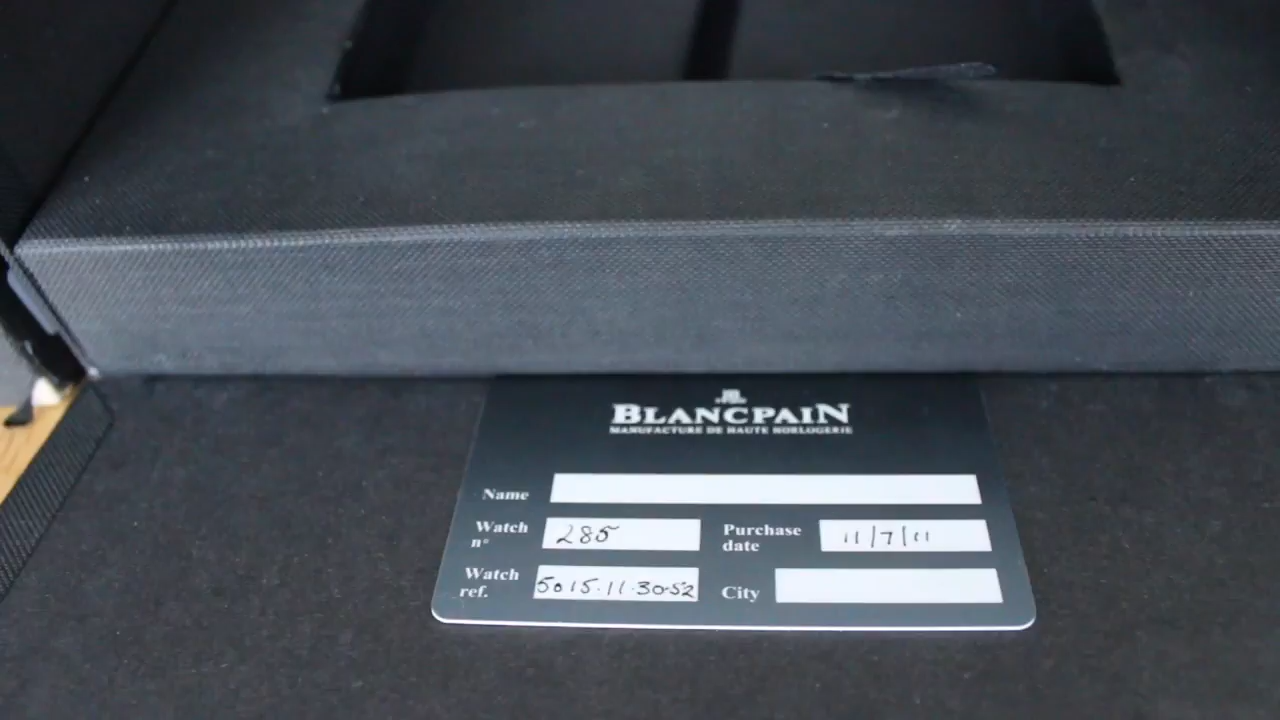 BLANCPAIN
MANUFACTURE DE HAUTE HORLOGERIE
Name
Watch n° 285 Purchase date 11/7/11
Watch ref. 5015.11.30-52 City